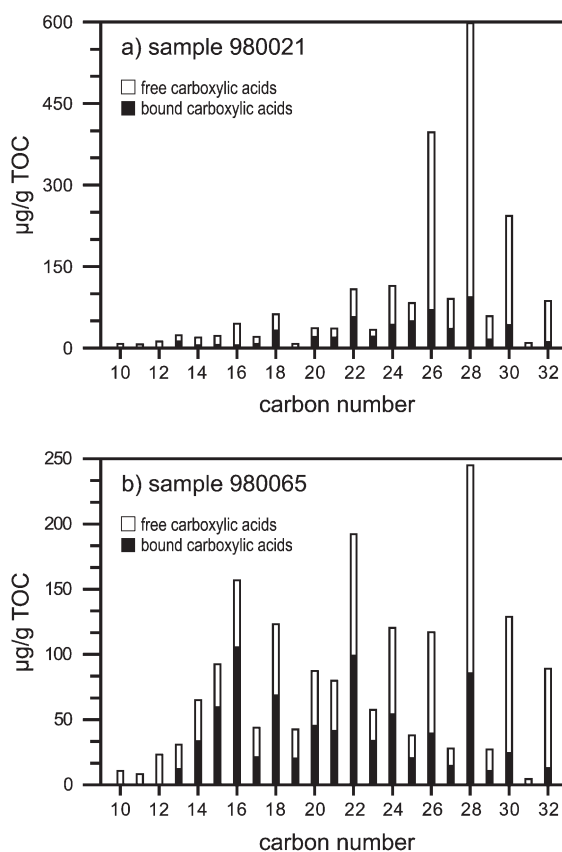 600
a) sample 980021
free carboxylic acids
bound carboxylic acids
450
300
150
0
µg/g TOC
10 12 14 16 18 20 22 24 26 28 30 32
carbon number
250
b) sample 980065
free carboxylic acids
bound carboxylic acids
200
150
100
50
0
µg/g TOC
10 12 14 16 18 20 22 24 26 28 30 32
carbon number